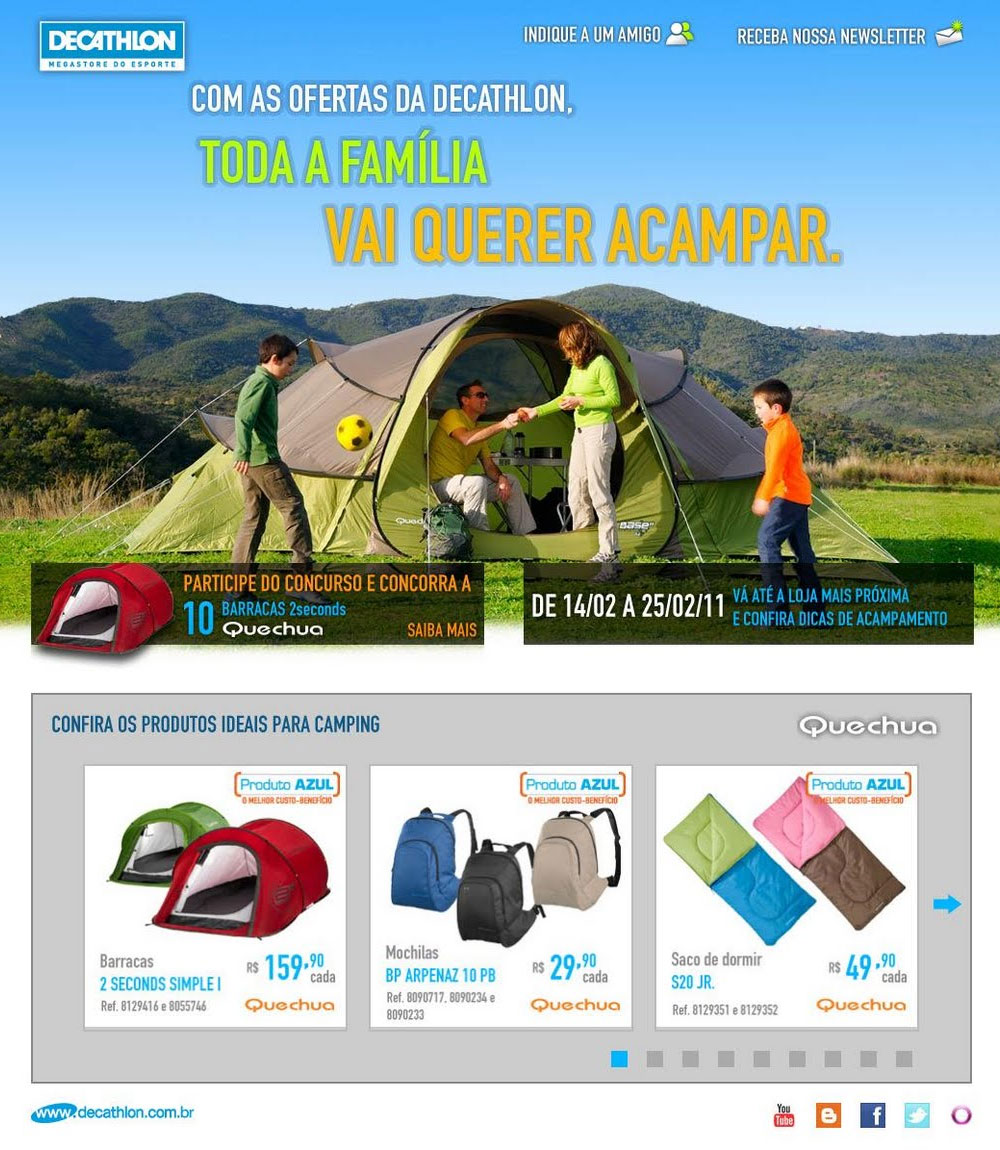 DECATHLON
MEGASTORE DO ESPORTE
INDIQUE A UM AMIGO
RECEBA NOSSA NEWSLETTER
COM AS OFERTAS DA DECATHLON,
TODA A FAMÍLIA
VAI QUERER ACAMPAR.
Quechua
BASE
PARTICIPE DO CONCURSO E CONCORRA A
10 BARRACAS 2seconds
Quechua
SAIBA MAIS
DE 14/02 A 25/02/11
VÁ ATÉ A LOJA MAIS PRÓXIMA
E CONFIRA DICAS DE ACAMPAMENTO
CONFIRA OS PRODUTOS IDEAIS PARA CAMPING
Quechua
Produto AZUL
O MELHOR CUSTO-BENEFÍCIO
Barracas
2 SECONDS SIMPLE I
Ref. 8129416 e 8055746
R$ 159,90
cada
Quechua
Produto AZUL
O MELHOR CUSTO-BENEFÍCIO
Mochilas
BP ARPENAZ 10 PB
Ref. 8090717, 8090234 e
8090233
R$ 29,90
cada
Quechua
Produto AZUL
O MELHOR CUSTO-BENEFÍCIO
Saco de dormir
S20 JR.
Ref. 8129351 e 8129352
R$ 49,90
cada
Quechua
www.decathlon.com.br
You
Tube